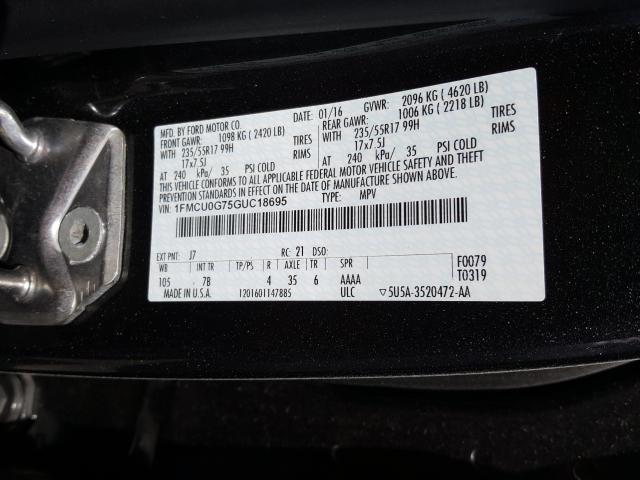 MFD. BY FORD MOTOR CO. 01/16 GVWR: 2096 KG ( 4620 LB)
FRONT GAWR: 1098 KG ( 2420 LB) REAR GAWR: 1006 KG ( 2218 LB)
WITH 235/55R17 99H TIRES WITH 235/55R17 99H TIRES
17x7.5J RIMS 17x7.5J RIMS
AT 240 kPa/ 35 PSI COLD AT 240 kPa/ 35 PSI COLD
THIS VEHICLE CONFORMS TO ALL APPLICABLE FEDERAL MOTOR VEHICLE SAFETY AND THEFT
PREVENTION STANDARDS IN EFFECT ON THE DATE OF MANUFACTURE SHOWN ABOVE.
VIN: 1FMCU0G75GUC18695 TYPE: MPV
EXT PNT: J7 RC: 21 DSO: F0079
WB INT TR TP/PS R AXLE TR SPR T0319
105 7B 4 35 6 AAAA
MADE IN U.S.A. 1201601147885 ULC ▽5U5A-3520472-AA